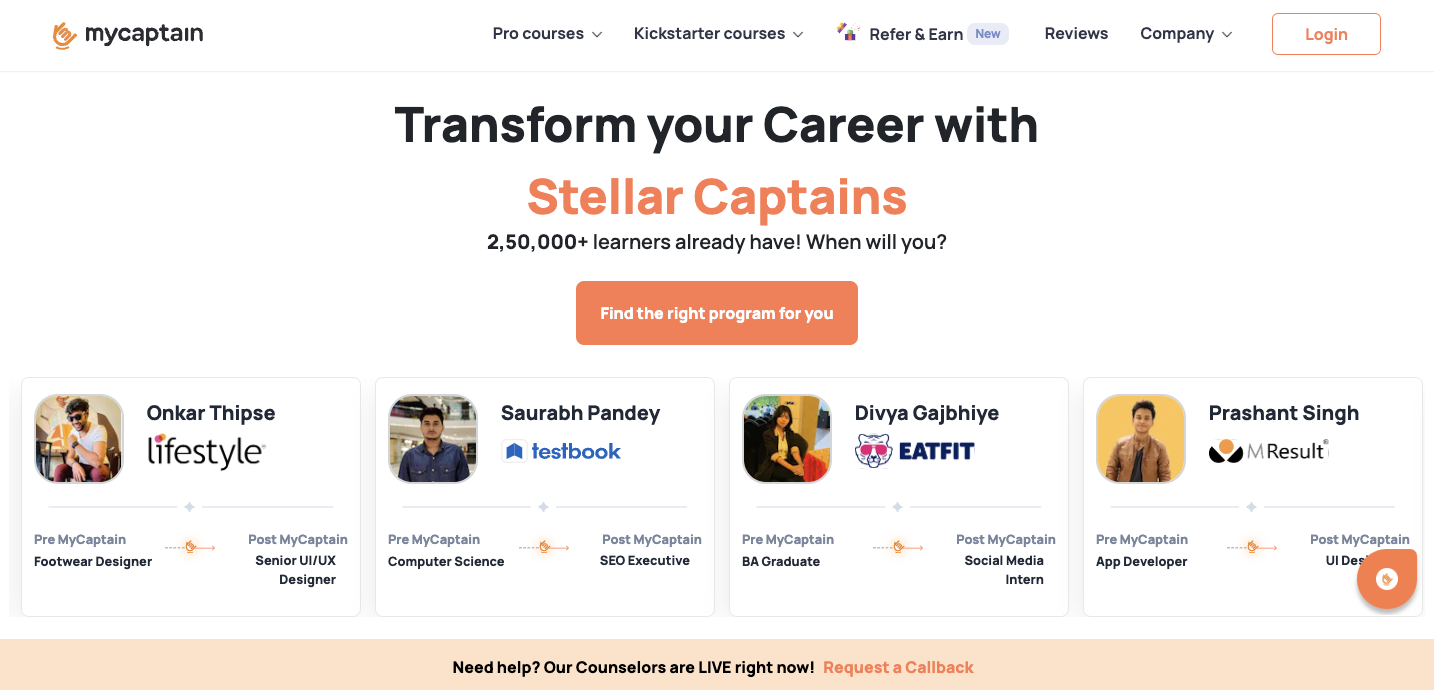 mycaptain
Pro courses
Kickstarter courses
Refer & Earn New
Reviews
Company
Login
Transform your Career with
Stellar Captains
2,50,000+ learners already have! When will you?
Find the right program for you
Onkar Thipse
lifestyle
Pre MyCaptain
Footwear Designer
Post MyCaptain
Senior UI/UX
Designer
Saurabh Pandey
testbook
Pre MyCaptain
Computer Science
Post MyCaptain
SEO Executive
Divya Gajbhiye
EATFIT
Pre MyCaptain
BA Graduate
Post MyCaptain
Social Media
Intern
Prashant Singh
M Result®
Pre MyCaptain
App Developer
Post MyCaptain
UI
Need help? Our Counselors are LIVE right now! Request a Callback